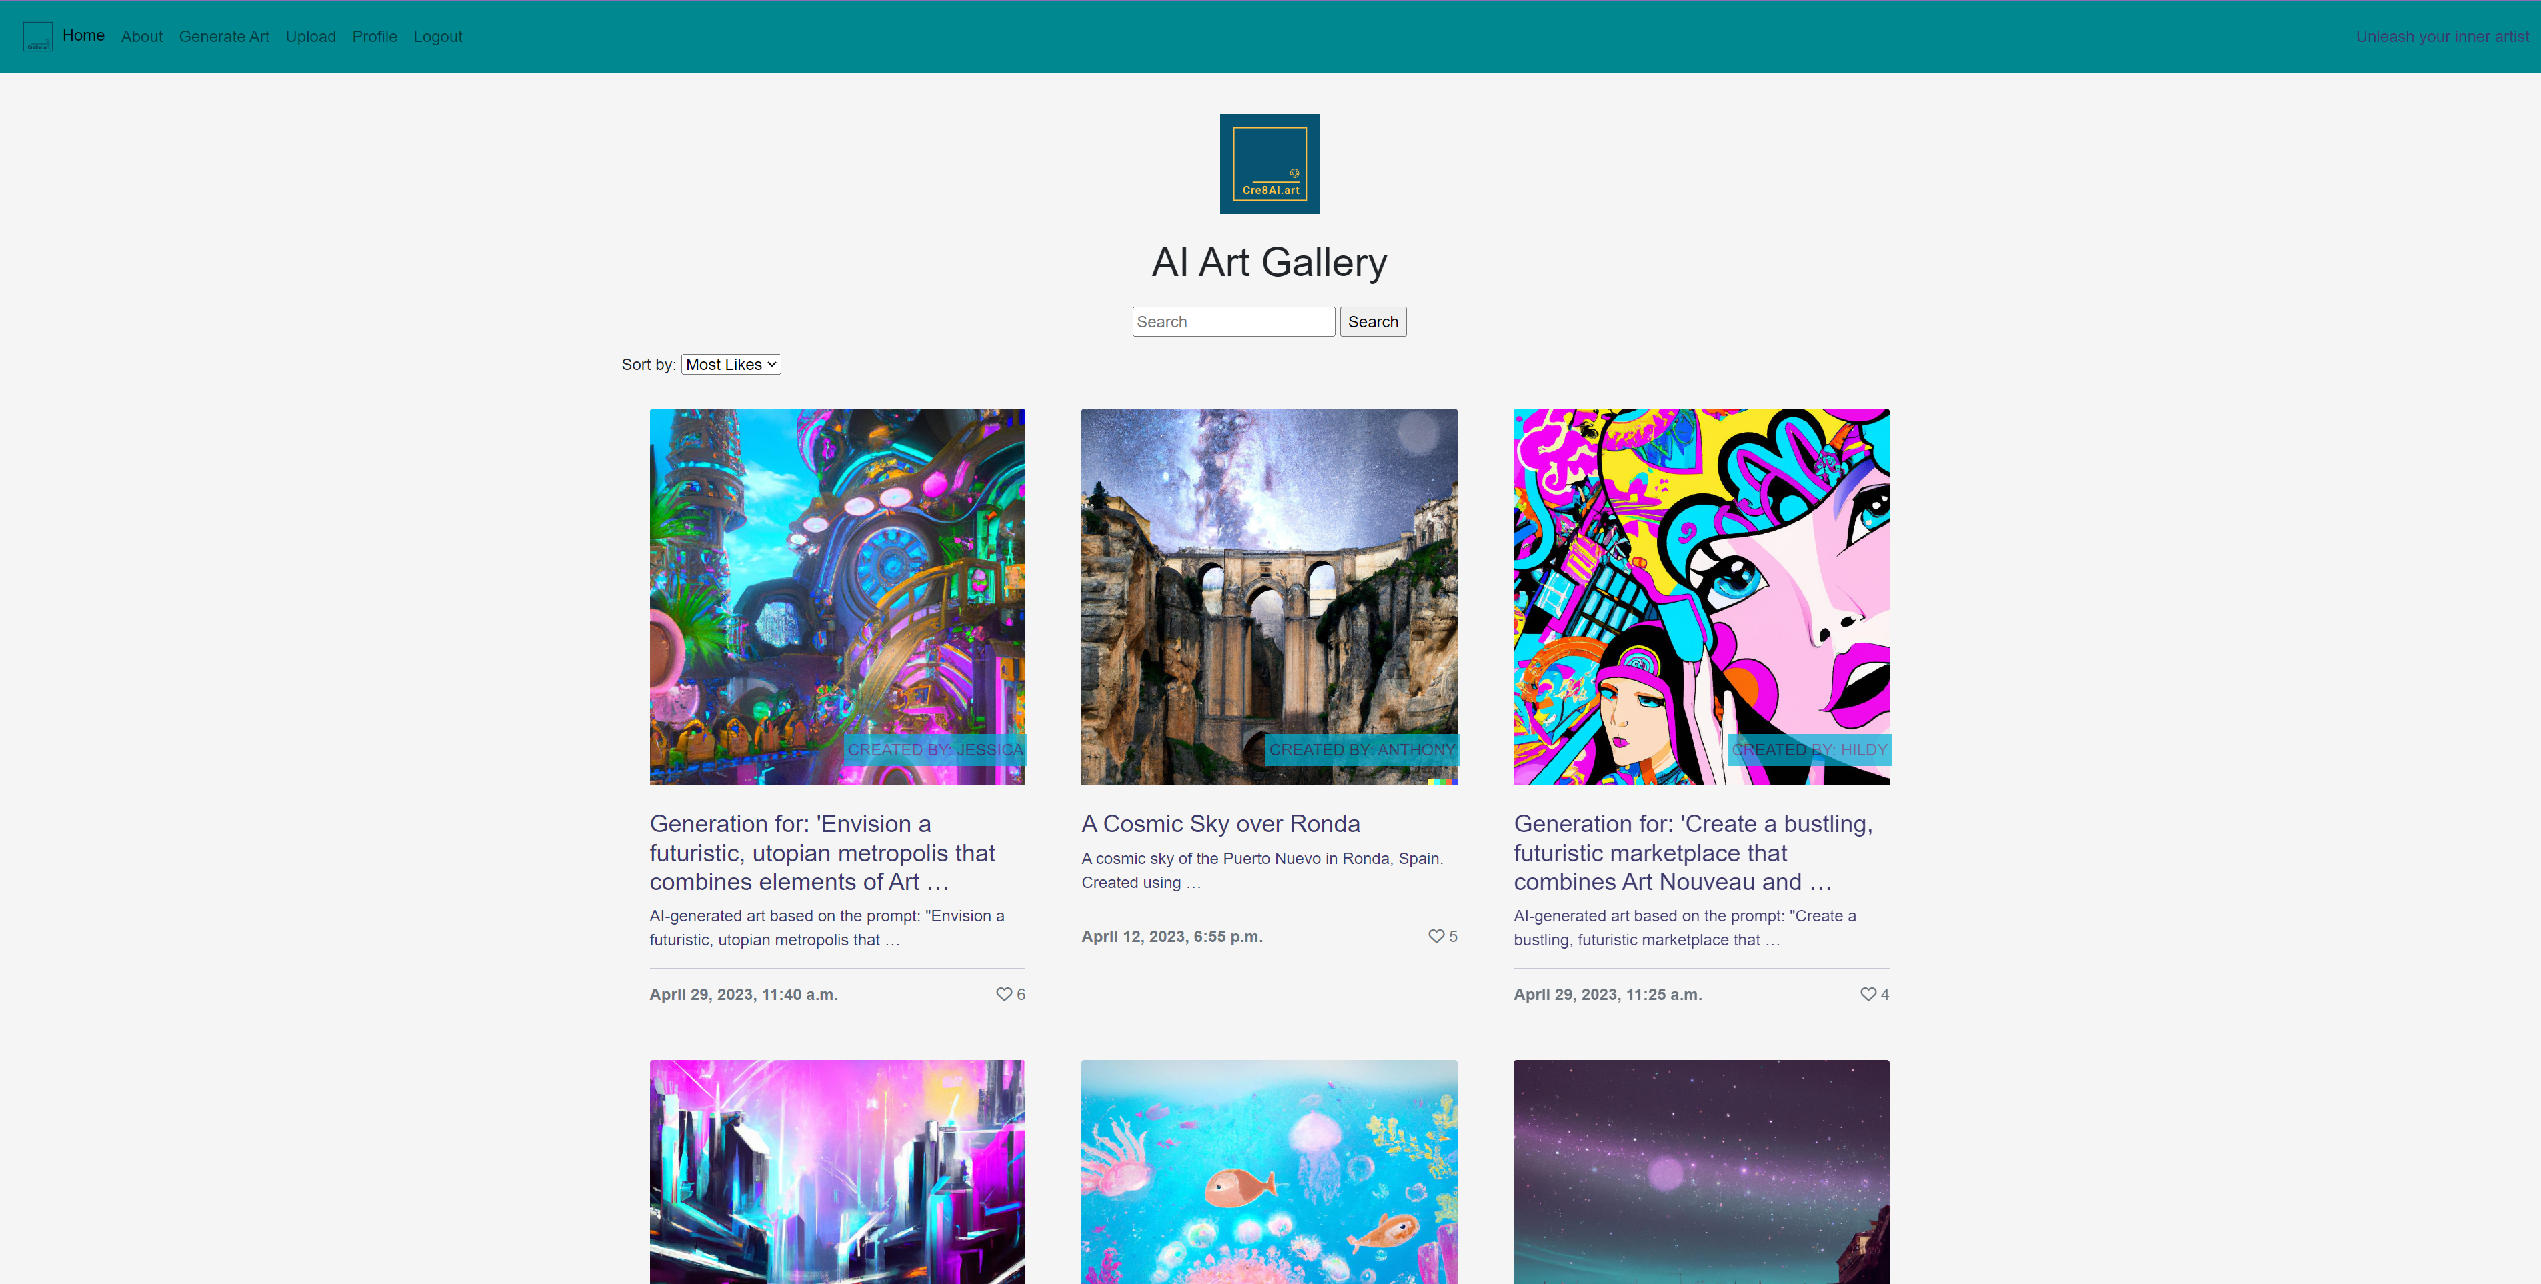 Home About Generate Art Upload Profile Logout Unleash your inner artist
Cre8AI.art
AI Art Gallery
Search Search
Sort by: Most Likes
CREATED BY: JESSICA
CREATED BY: ANTHONY
CREATED BY: HILDY
Generation for: 'Envision a
futuristic, utopian metropolis that
combines elements of Art …
AI-generated art based on the prompt: "Envision a
futuristic, utopian metropolis that …
April 29, 2023, 11:40 a.m. 6
A Cosmic Sky over Ronda
A cosmic sky of the Puerto Nuevo in Ronda, Spain.
Created using …
April 12, 2023, 6:55 p.m. 5
Generation for: 'Create a bustling,
futuristic marketplace that
combines Art Nouveau and …
AI-generated art based on the prompt: "Create a
bustling, futuristic marketplace that …
April 29, 2023, 11:25 a.m. 4